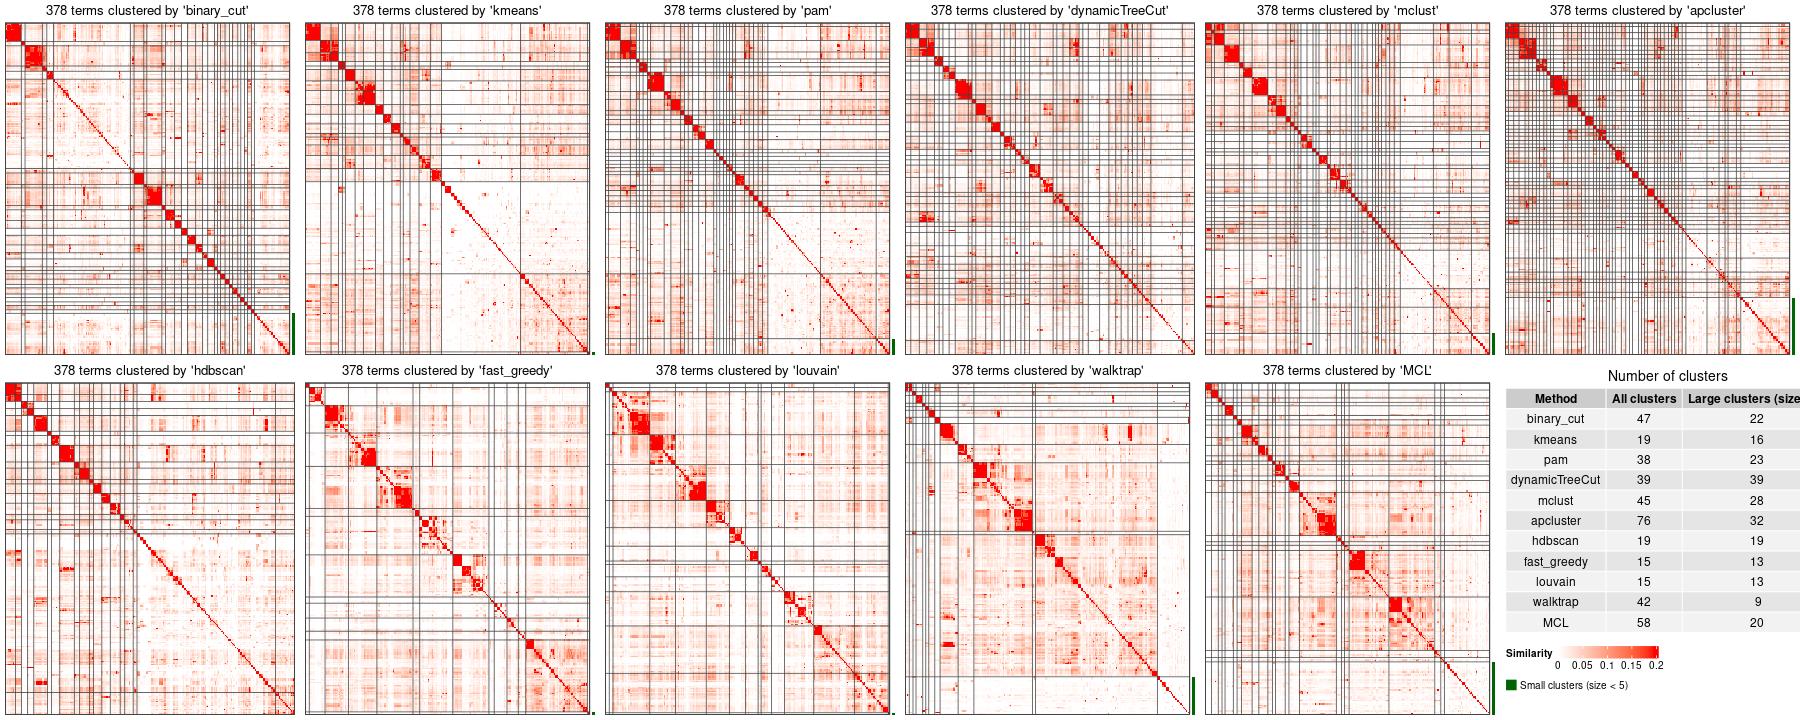 378 terms clustered by 'binary_cut'
378 terms clustered by 'kmeans'
378 terms clustered by 'pam'
378 terms clustered by 'dynamicTreeCut'
378 terms clustered by 'mclust'
378 terms clustered by 'apcluster'
378 terms clustered by 'hdbscan'
378 terms clustered by 'fast_greedy'
378 terms clustered by 'louvain'
378 terms clustered by 'walktrap'
378 terms clustered by 'MCL'
Number of clusters
Method All clusters Large clusters (size
binary_cut 47 22
kmeans 19 16
pam 38 23
dynamicTreeCut 39 39
mclust 45 28
apcluster 76 32
hdbscan 19 19
fast_greedy 15 13
louvain 15 13
walktrap 42 9
MCL 58 20
Similarity
0 0.05 0.1 0.15 0.2
Small clusters (size < 5)